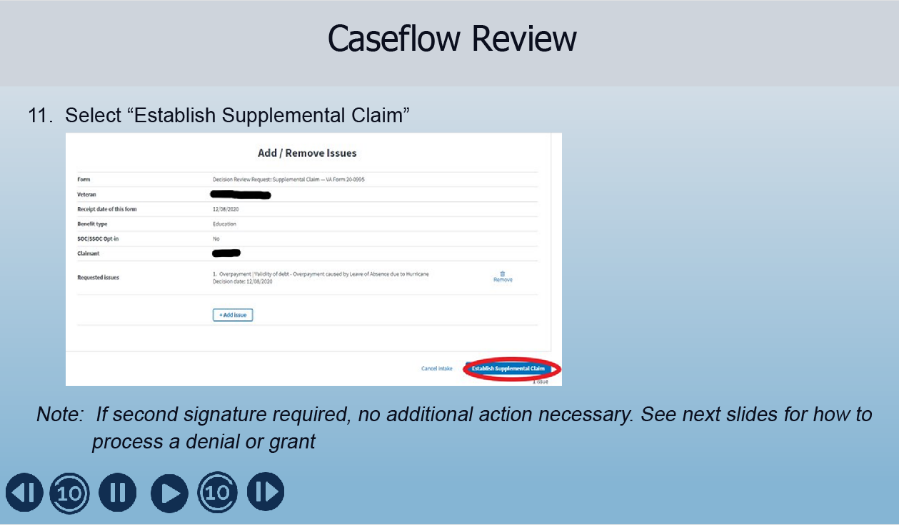 Caseflow Review
11. Select “Establish Supplemental Claim”
Add / Remove Issues
Form Decision Review Request: Supplemental Claim — VA Form 20-0995
Veteran
Receipt date of this form 12/08/2020
Benefit type Education
SOC/SSOC Opt-in No
Claimant
Requested issues 1. Overpayment | Validity of debt - Overpayment caused by Leave of Absence due to Hurricane
Decision date: 12/08/2020
Remove
+ Add Issue
Cancel Intake Establish Supplemental Claim
1 issue
Note: If second signature required, no additional action necessary. See next slides for how to
process a denial or grant
10 10